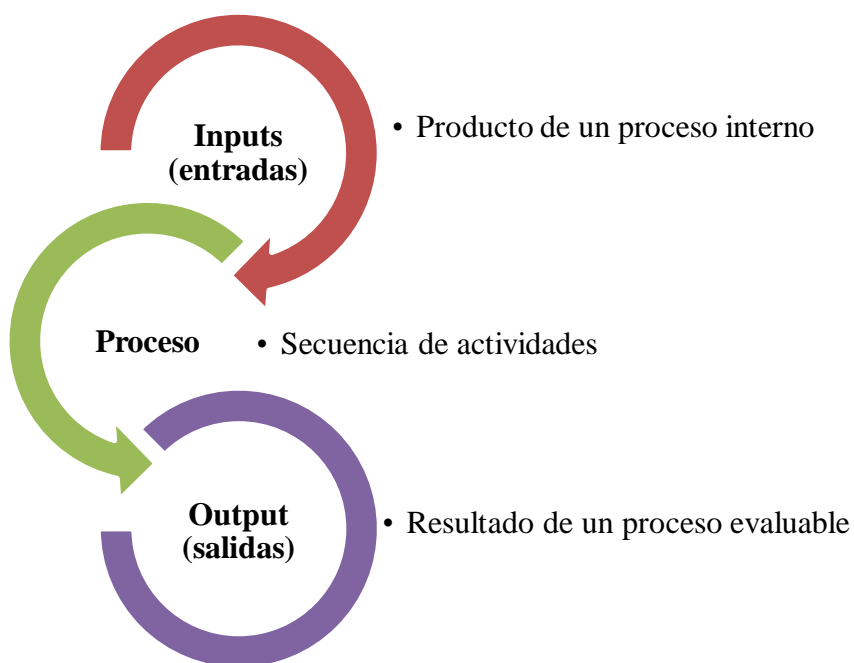 Inputs
(entradas)
• Producto de un proceso interno
Proceso
• Secuencia de actividades
Output
(salidas)
• Resultado de un proceso evaluable